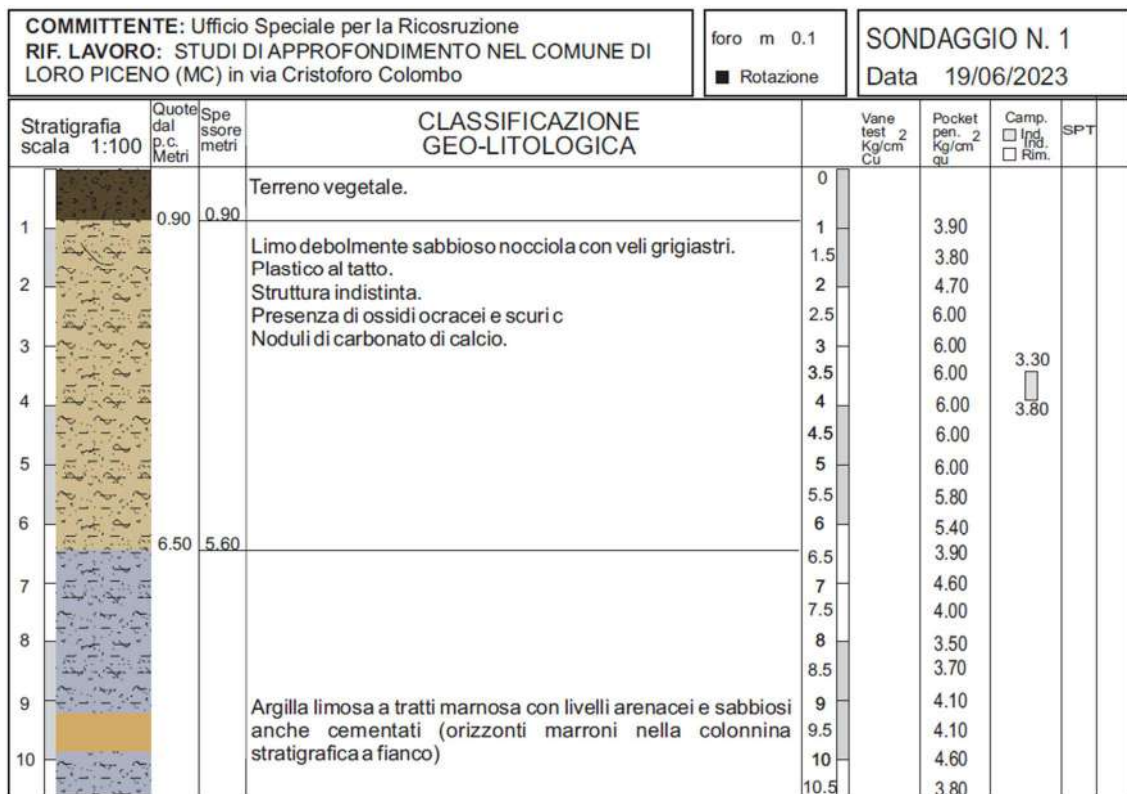 COMMITTENTE: Ufficio Speciale per la Ricosruzione
RIF. LAVORO: STUDI DI APPROFONDIMENTO NEL COMUNE DI
LORO PICENO (MC) in via Cristoforo Colombo
foro m 0.1
Rotazione
SONDAGGIO N. 1
Data 19/06/2023
Stratigrafia
scala 1:100
Quote
dal
p.c.
Metri
Spe
ssore
metri
CLASSIFICAZIONE
GEO-LITOLOGICA
Vane
test 2
Kg/cm
Cu
Pocket
pen. 2
Kg/cm
qu
Camp.
Ind.
Ind.
Rim.
SPT
Terreno vegetale.
0
0.90 0.90
1 1 3.90
Limo debolmente sabbioso nocciola con veli grigiastri.
1.5 3.80
Plastico al tatto.
2 2 4.70
Struttura indistinta.
Presenza di ossidi ocracei e scuri c
2.5 6.00
Noduli di carbonato di calcio.
3 3 6.00
3.30
3.5 6.00
4 4 6.00
3.80
4.5 6.00
5 5 6.00
5.5 5.80
6 6 5.40
6.50 5.60
6.5 3.90
7 7 4.60
7.5 4.00
8 8 3.50
8.5 3.70
9 9 4.10
Argilla limosa a tratti marnosa con livelli arenacei e sabbiosi
anche cementati (orizzonti marroni nella colonnina
9.5 4.10
stratigrafica a fianco)
10 10 4.60
10.5 3.80